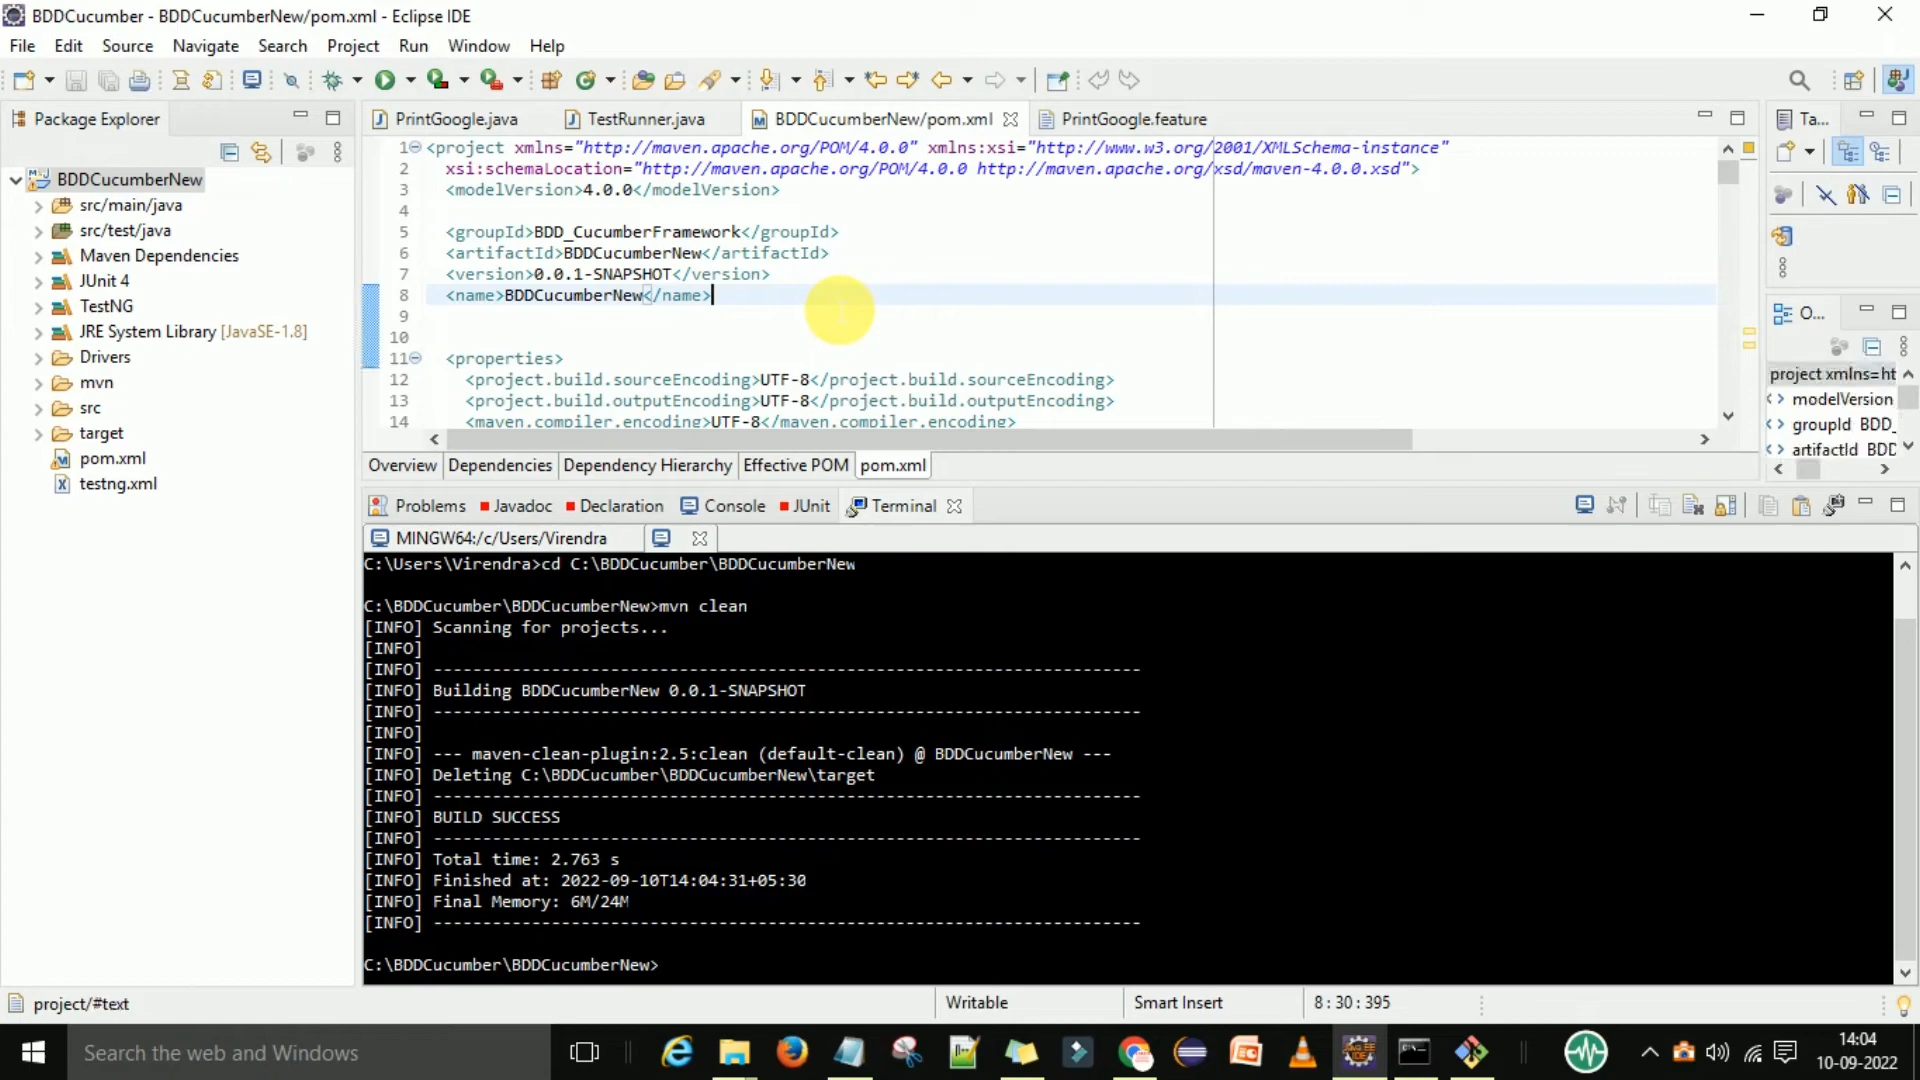 BDDCucumber - BDDCucumberNew/pom.xml - Eclipse IDE
File Edit Source Navigate Search Project Run Window Help
Package Explorer
BDDCucumberNew
src/main/java
src/test/java
Maven Dependencies
JUnit 4
TestNG
JRE System Library [JavaSE-1.8]
Drivers
mvn
src
target
pom.xml
testng.xml
PrintGoogle.java TestRunner.java BDDCucumberNew/pom.xml PrintGoogle.feature
1 <project xmlns="http://maven.apache.org/POM/4.0.0" xmlns:xsi="http://www.w3.org/2001/XMLSchema-instance"
2 xsi:schemaLocation="http://maven.apache.org/POM/4.0.0 http://maven.apache.org/xsd/maven-4.0.0.xsd">
3 <modelVersion>4.0.0</modelVersion>
4
5 <groupId>BDD_CucumberFramework</groupId>
6 <artifactId>BDDCucumberNew</artifactId>
7 <version>0.0.1-SNAPSHOT</version>
8 <name>BDDCucumberNew</name>
9
10
11 <properties>
12 <project.build.sourceEncoding>UTF-8</project.build.sourceEncoding>
13 <project.build.outputEncoding>UTF-8</project.build.outputEncoding>
14 <maven.compiler.encoding>UTF-8</maven.compiler.encoding>
Overview Dependencies Dependency Hierarchy Effective POM pom.xml
Ta...
O...
project xmlns=ht
modelVersion
groupId BDD_
artifactId BDD
Problems Javadoc Declaration Console JUnit Terminal
MINGW64:/c/Users/Virendra
C:\Users\Virendra>cd C:\BDDCucumber\BDDCucumberNew
C:\BDDCucumber\BDDCucumberNew>mvn clean
[INFO] Scanning for projects...
[INFO]
[INFO] ------------------------------------------------------------------------
[INFO] Building BDDCucumberNew 0.0.1-SNAPSHOT
[INFO] ------------------------------------------------------------------------
[INFO]
[INFO] --- maven-clean-plugin:2.5:clean (default-clean) @ BDDCucumberNew ---
[INFO] Deleting C:\BDDCucumber\BDDCucumberNew\target
[INFO] ------------------------------------------------------------------------
[INFO] BUILD SUCCESS
[INFO] ------------------------------------------------------------------------
[INFO] Total time: 2.763 s
[INFO] Finished at: 2022-09-10T14:04:31+05:30
[INFO] Final Memory: 6M/24M
[INFO] ------------------------------------------------------------------------
C:\BDDCucumber\BDDCucumberNew>
project/#text
Writable
Smart Insert
8 : 30 : 395
Search the web and Windows
14:04
10-09-2022